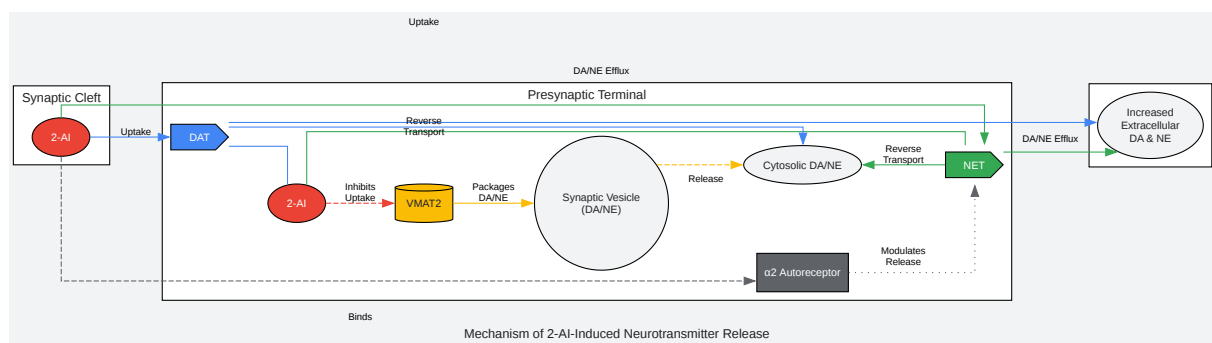 Uptake
DA/NE Efflux
Synaptic Cleft
Presynaptic Terminal
2-AI
Uptake
DAT
Reverse
Transport
Cytosolic DA/NE
Reverse
Transport
NET
DA/NE Efflux
Increased
Extracellular
DA & NE
2-AI
Inhibits
Uptake
VMAT2
Packages
DA/NE
Synaptic Vesicle
(DA/NE)
Release
α2 Autoreceptor
Modulates
Release
Binds
Mechanism of 2-AI-Induced Neurotransmitter Release